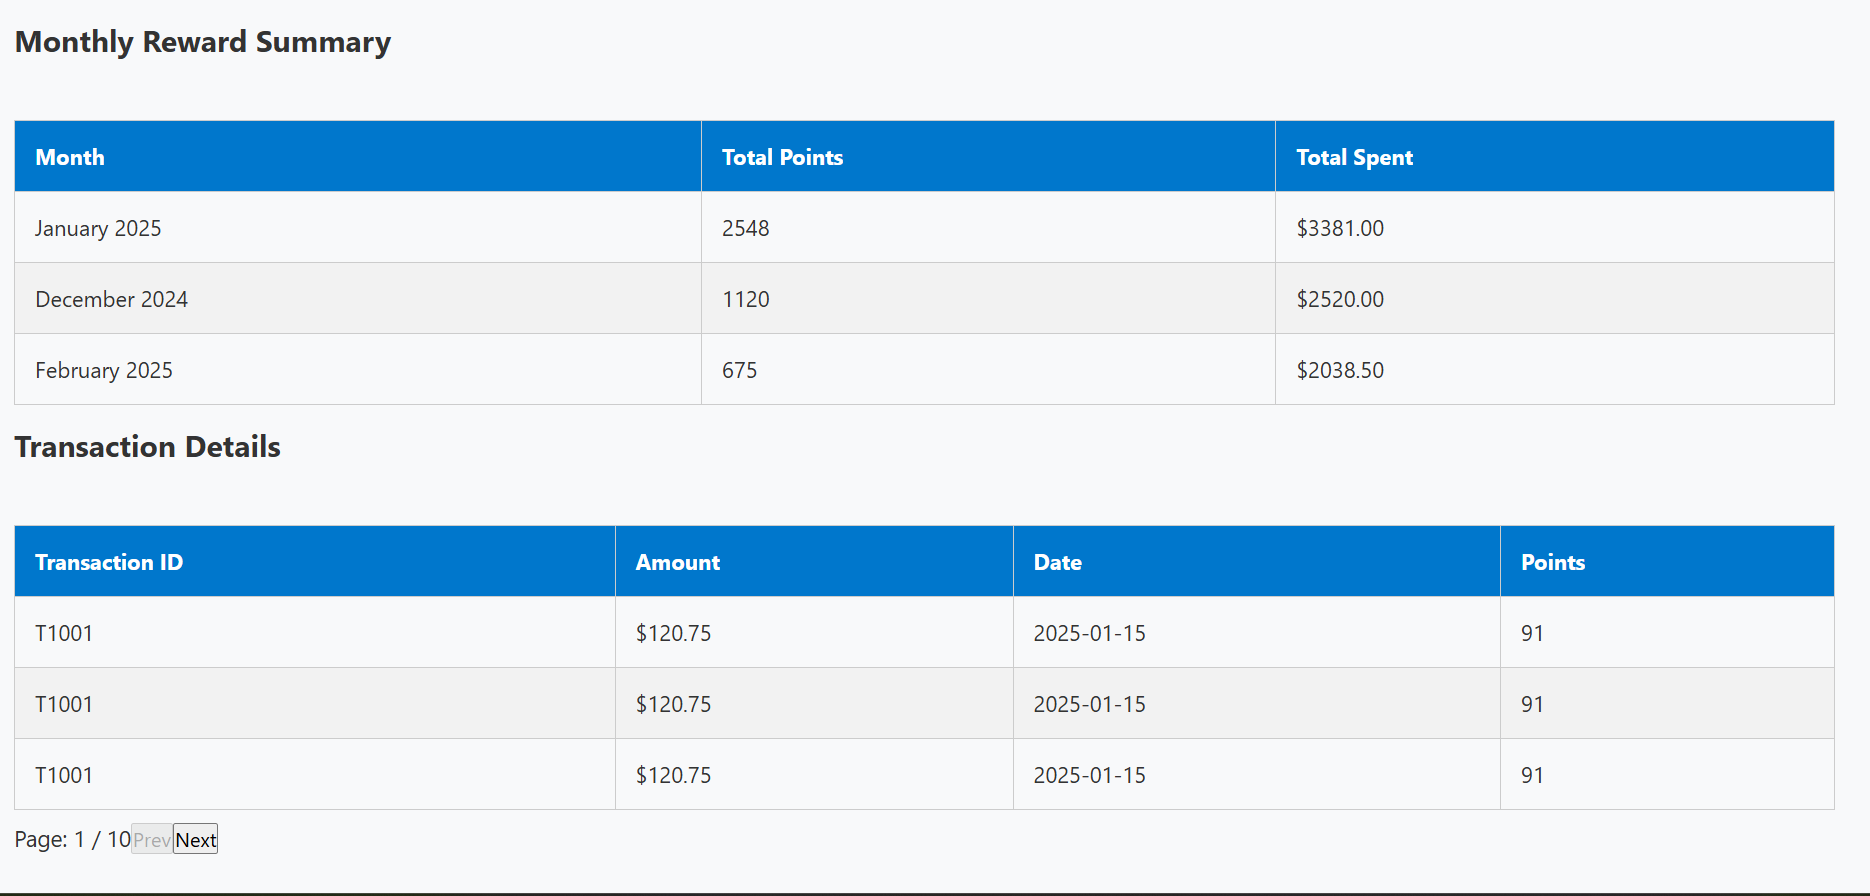 Monthly Reward Summary
Month Total Points Total Spent
January 2025 2548 $3381.00
December 2024 1120 $2520.00
February 2025 675 $2038.50
Transaction Details
Transaction ID Amount Date Points
T1001 $120.75 2025-01-15 91
T1001 $120.75 2025-01-15 91
T1001 $120.75 2025-01-15 91
Page: 1 / 10 Prev Next